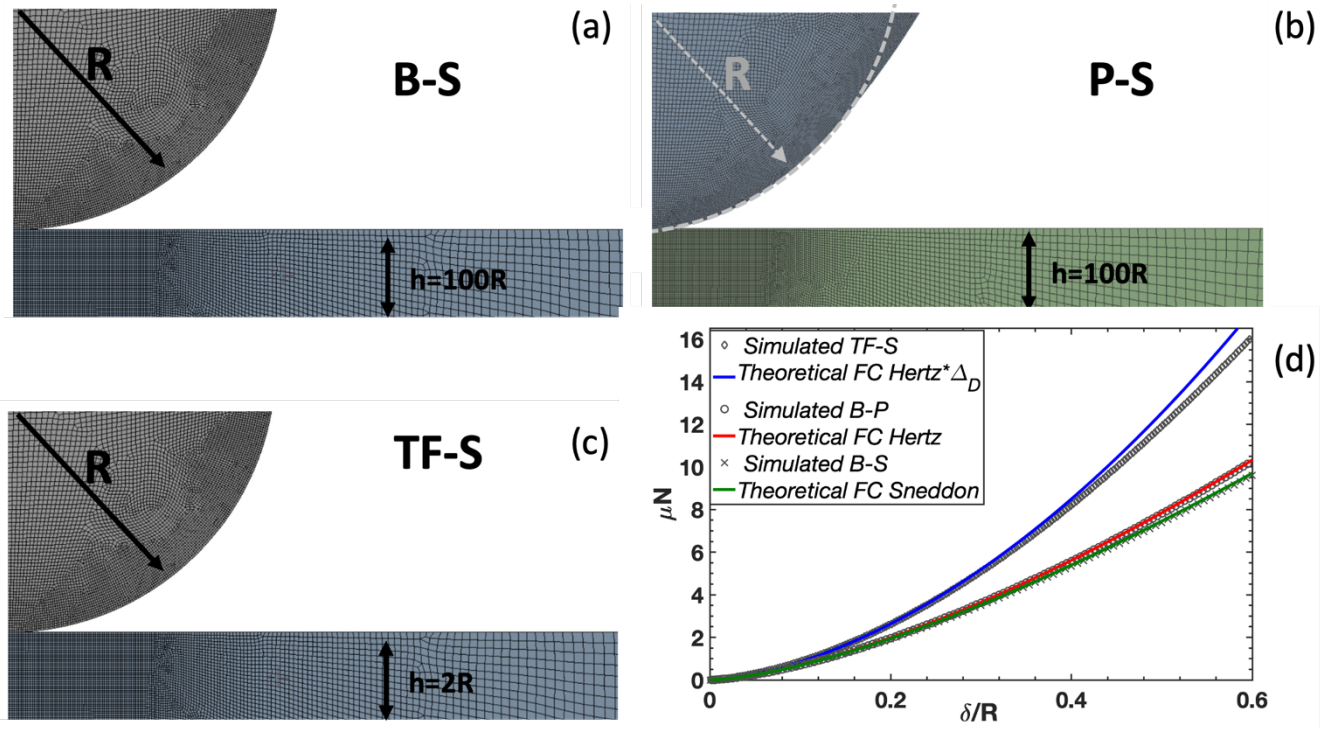 (a)
R
B-S
h=100R
(b)
R
P-S
h=100R
(c)
R
TF-S
h=2R
(d)
16
14
12
10
8
6
4
2
0
μN
Simulated TF-S
Theoretical FC Hertz*Δ_D
Simulated B-P
Theoretical FC Hertz
Simulated B-S
Theoretical FC Sneddon
0 0.2 0.4 0.6
δ/R